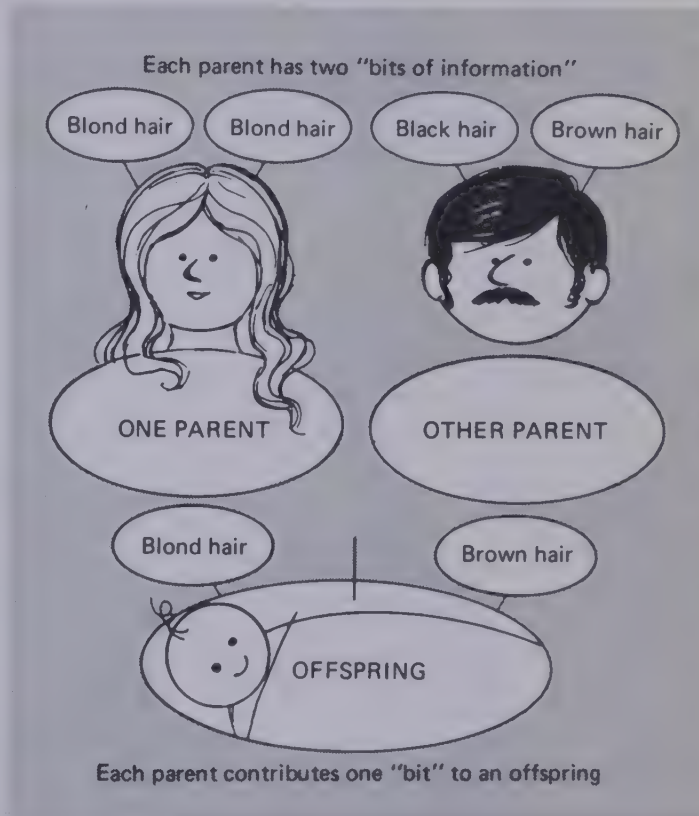 Each parent has two "bits of information"
Blond hair
Blond hair
Black hair
Brown hair
ONE PARENT
OTHER PARENT
Blond hair
Brown hair
OFFSPRING
Each parent contributes one "bit" to an offspring